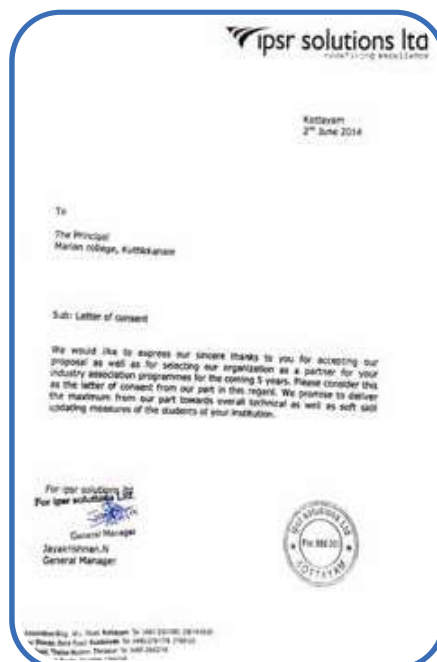 ipsr solutions ltd
redefining excellence
Kottayam
2nd June 2014
To
The Principal
Marian college, Kuttikkanam
Sub: Letter of consent
We would like to express our sincere thanks to you for accepting our
proposal as well as for selecting our organization as a partner for your
industry association programmes for the coming 5 years. Please consider this
as the letter of consent from our part in this regard. We promise to deliver
the maximum from our part towards overall technical as well as soft skill
updating measures of the students of your institution.
For ipsr solutions ltd
For ipsr solutions Ltd.
General Manager
Jayakrishnan.N
General Manager
ipsr solutions Ltd
KOTTAYAM